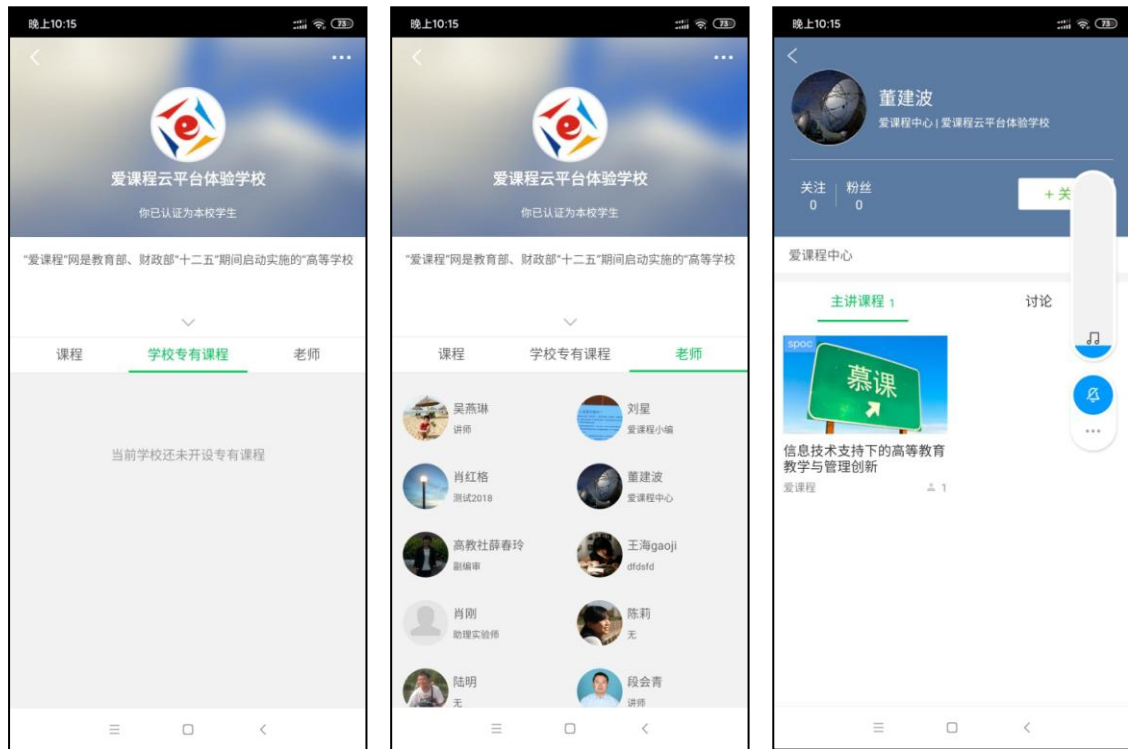 晚上10:15
73
爱课程云平台体验学校
你已认证为本校学生
“爱课程”网是教育部、财政部“十二五”期间启动实施的“高等学校
课程 学校专有课程 老师
当前学校还未开设专有课程
晚上10:15
73
爱课程云平台体验学校
你已认证为本校学生
“爱课程”网是教育部、财政部“十二五”期间启动实施的“高等学校
课程 学校专有课程 老师
吴燕琳 刘星
讲师 爱课程小编
肖红格 董建波
测试2018 爱课程中心
高教社薛春玲 王海gaoji
副编审 dfdsfd
肖刚 陈莉
助理实验师 无
陆明 段会青
无 讲师
晚上10:15
73
董建波
爱课程中心 | 爱课程云平台体验学校
关注 粉丝
0 0
+ 关
爱课程中心
主讲课程 1 讨论
spoc
慕课
信息技术支持下的高等教育
教学与管理创新
爱课程 1